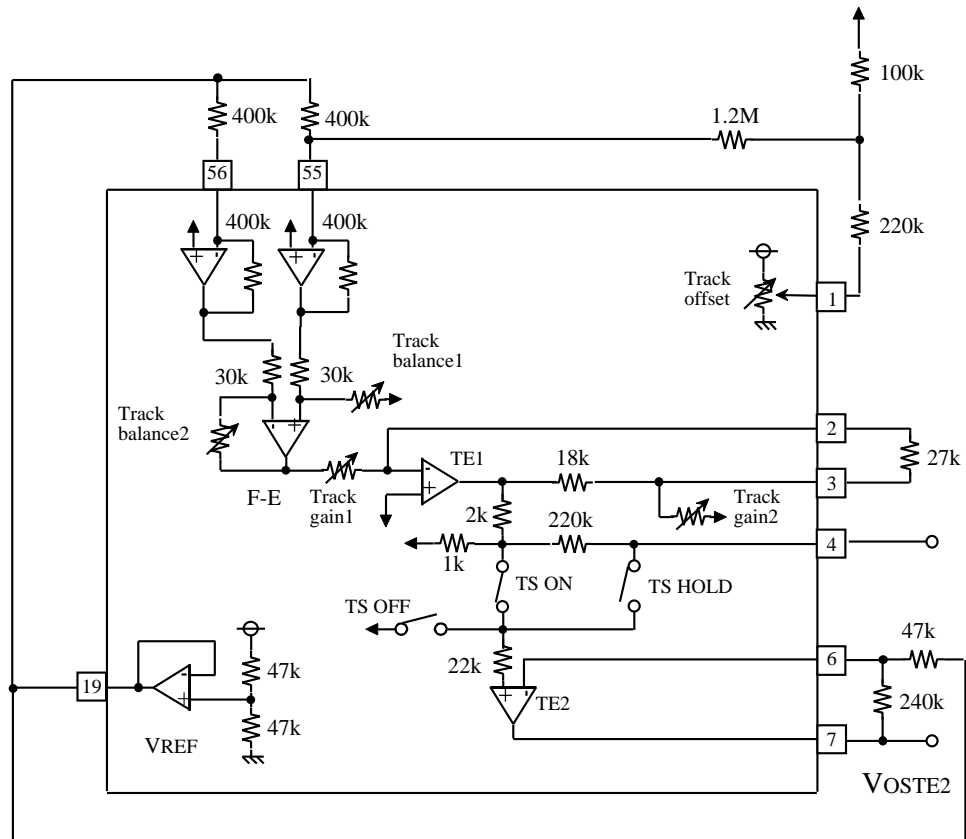 100k
400k
400k
1.2M
56
55
400k
400k
220k
Track
offset
1
30k
30k
Track
balance1
Track
balance2
2
27k
TE1
18k
3
F-E
Track
gain1
Track
gain2
2k
220k
4
1k
TS ON
TS HOLD
TS OFF
47k
6
22k
47k
19
TE2
240k
47k
7
VREF
VOSTE2
+
-
+
-
-
+
-
+
-
+
+
-